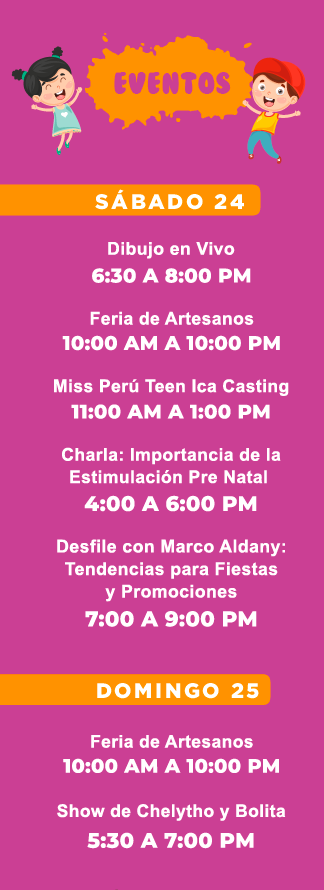 EVENTOS
SÁBADO 24
Dibujo en Vivo
6:30 A 8:00 PM
Feria de Artesanos
10:00 AM A 10:00 PM
Miss Perú Teen Ica Casting
11:00 AM A 1:00 PM
Charla: Importancia de la
Estimulación Pre Natal
4:00 A 6:00 PM
Desfile con Marco Aldany:
Tendencias para Fiestas
y Promociones
7:00 A 9:00 PM
DOMINGO 25
Feria de Artesanos
10:00 AM A 10:00 PM
Show de Chelytho y Bolita
5:30 A 7:00 PM